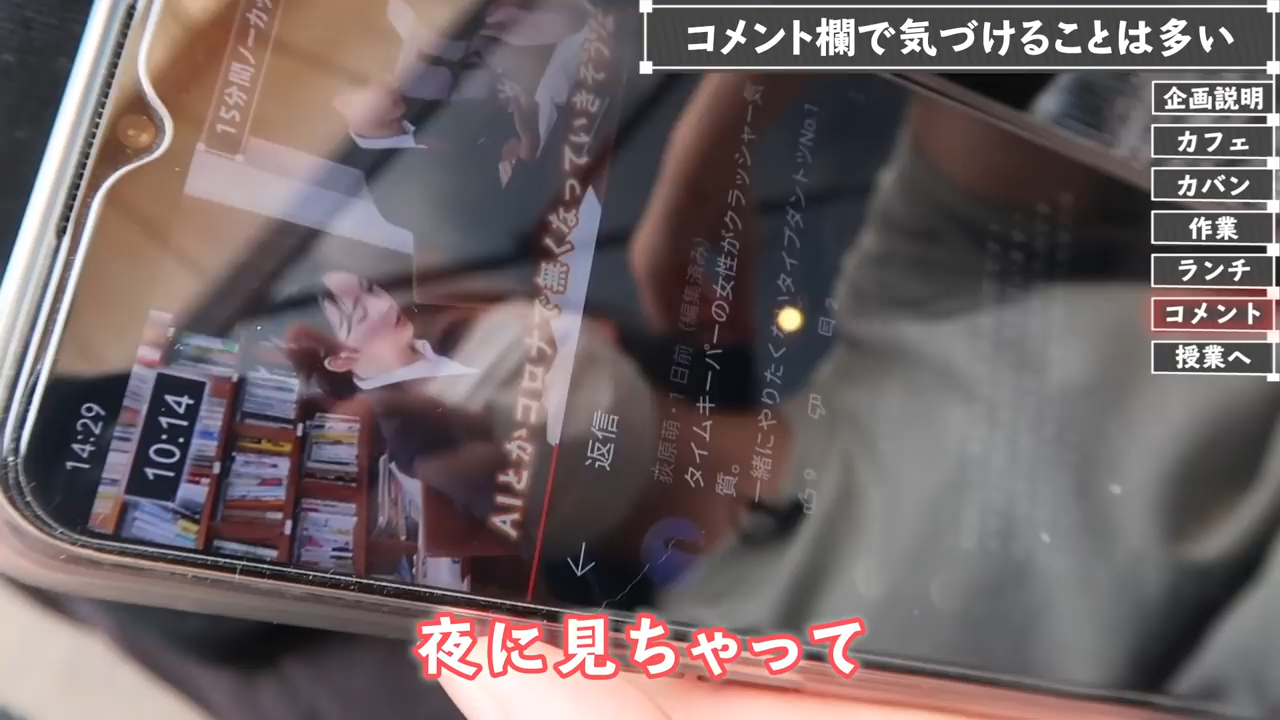 コメント欄で気づけることは多い
企画説明
カフェ
カバン
作業
ランチ
コメント
授業へ
14:29
10:14
15分間ノーカッ
AIとかコロナで無くなっていきそうな
返信
荻原萌・1日前（編集済み）
タイムキーパーの女性がクラッシャー気
質。
一緒にやりたくないタイプダントツNo.1
9
2
夜に見ちゃって